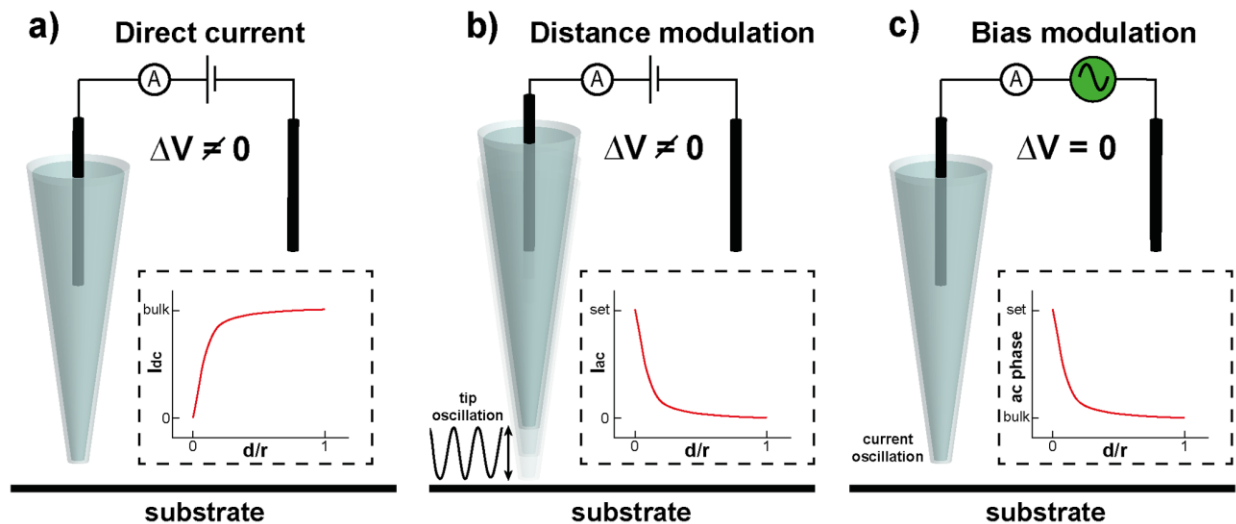 a) Direct current
A
ΔV ≠ 0
bulk
Idc
0
0
1
d/r
substrate
b) Distance modulation
A
ΔV ≠ 0
set
Iac
0
0
1
d/r
tip
oscillation
substrate
c) Bias modulation
A
ΔV = 0
set
ac phase
bulk
0
1
d/r
current
oscillation
substrate